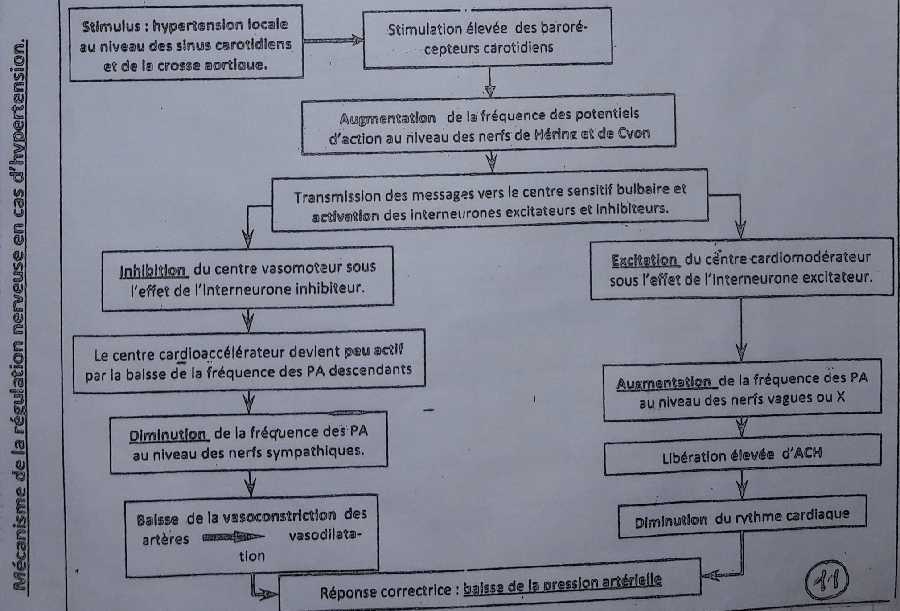 Mécanisme de la régulation nerveuse en cas d'hypertension.
Stimulus : hypertension locale
au niveau des sinus carotidiens
et de la crosse aortique.
Stimulation élevée des baroré-
cepteurs carotidiens
Augmentation de la fréquence des potentiels
d'action au niveau des nerfs de Héring et de Cyon
Transmission des messages vers le centre sensitif bulbaire et
activation des interneurones excitateurs et inhibiteurs.
Inhibition du centre vasomoteur sous
l'effet de l'Interneurone inhibiteur.
Le centre cardioaccélérateur devient peu actif
par la baisse de la fréquence des PA descendants
Diminution de la fréquence des PA
au niveau des nerfs sympathiques.
Baisse de la vasoconstriction des
artères vasodilata-
tion
Excitation du centre cardiomodérateur
sous l'effet de l'Interneurone excitateur.
Augmentation de la fréquence des PA
au niveau des nerfs vagues ou X
Libération élevée d'ACH
Diminution du rythme cardiaque
Réponse correctrice : baisse de la pression artérielle
11